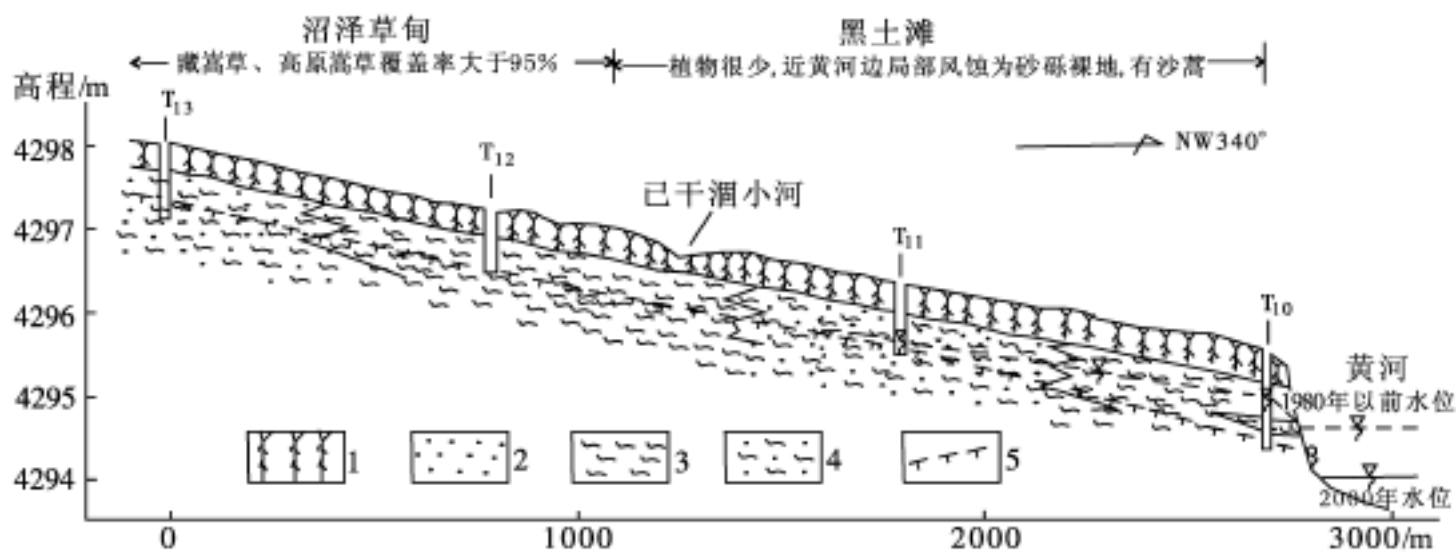 沼泽草甸
黑土滩
藏嵩草、高原嵩草覆盖率大于95%
植物很少,近黄河边局部风蚀为砂砾裸地,有沙蒿
高程/m
T13
NW340°
4298
T12
已干涸小河
4297
T11
4296
T10
黄河
4295
1980年以前水位
1
2
3
4
5
4294
2000年水位
0
1000
2000
3000/m